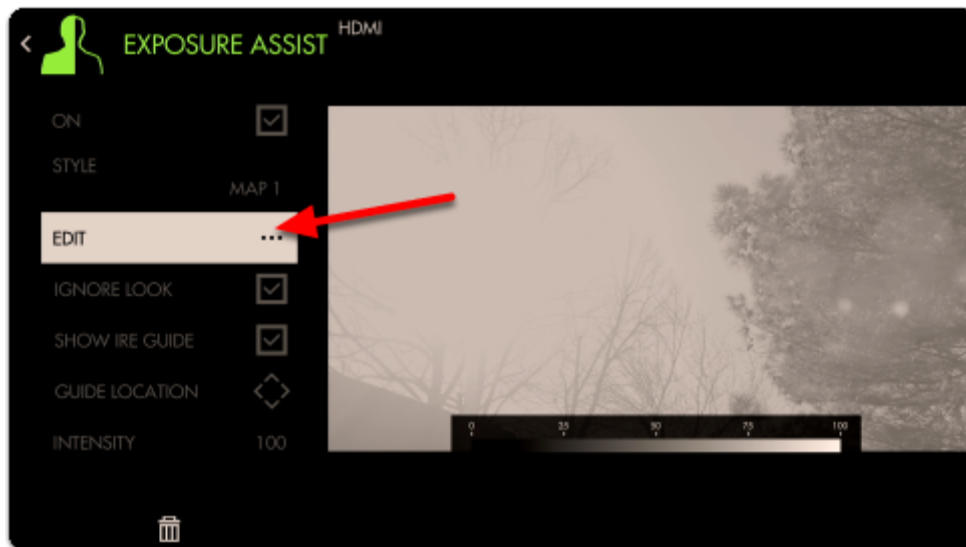 HDMI
EXPOSURE ASSIST
ON
STYLE
MAP 1
EDIT ...
IGNORE LOOK
SHOW IRE GUIDE
GUIDE LOCATION
INTENSITY 100
0 25 50 75 100